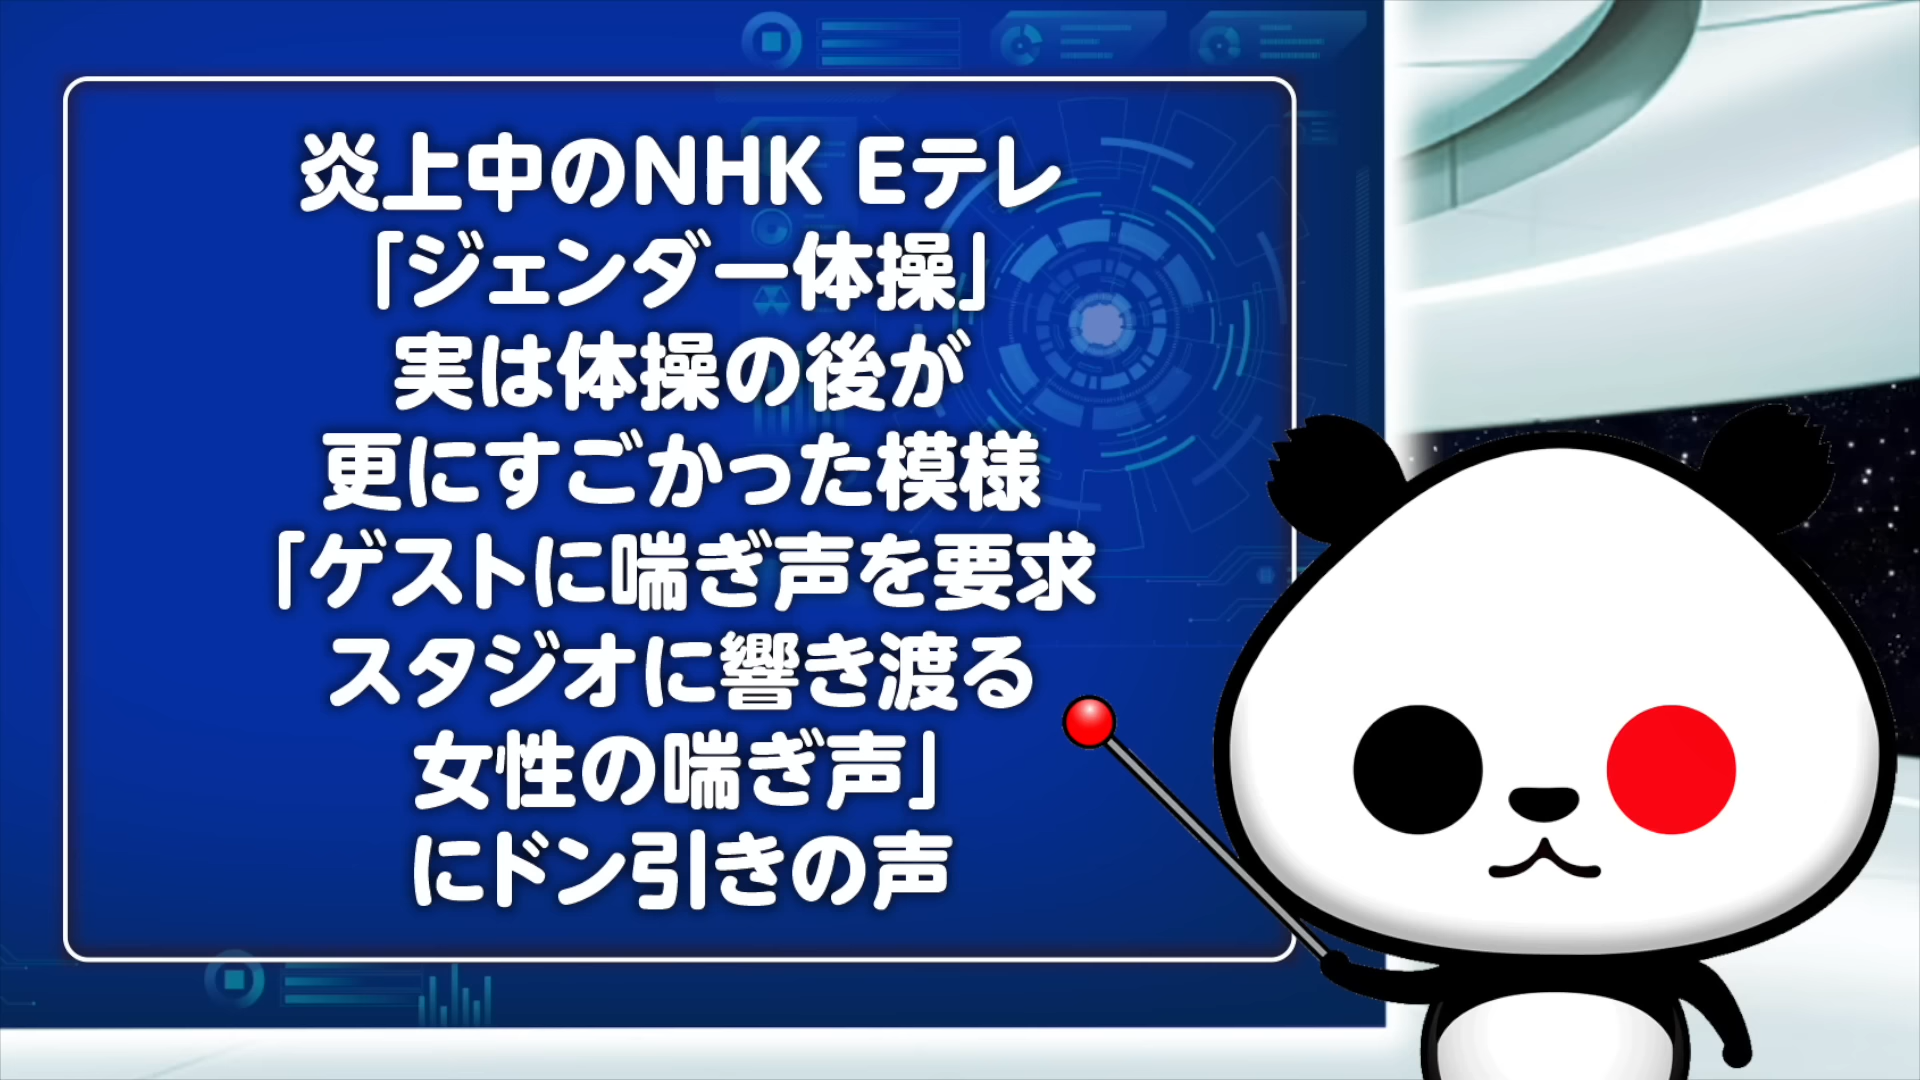 炎上中のNHK Eテレ
「ジェンダー体操」
実は体操の後が
更にすごかった模様
「ゲストに喘ぎ声を要求
スタジオに響き渡る
女性の喘ぎ声」
にドン引きの声